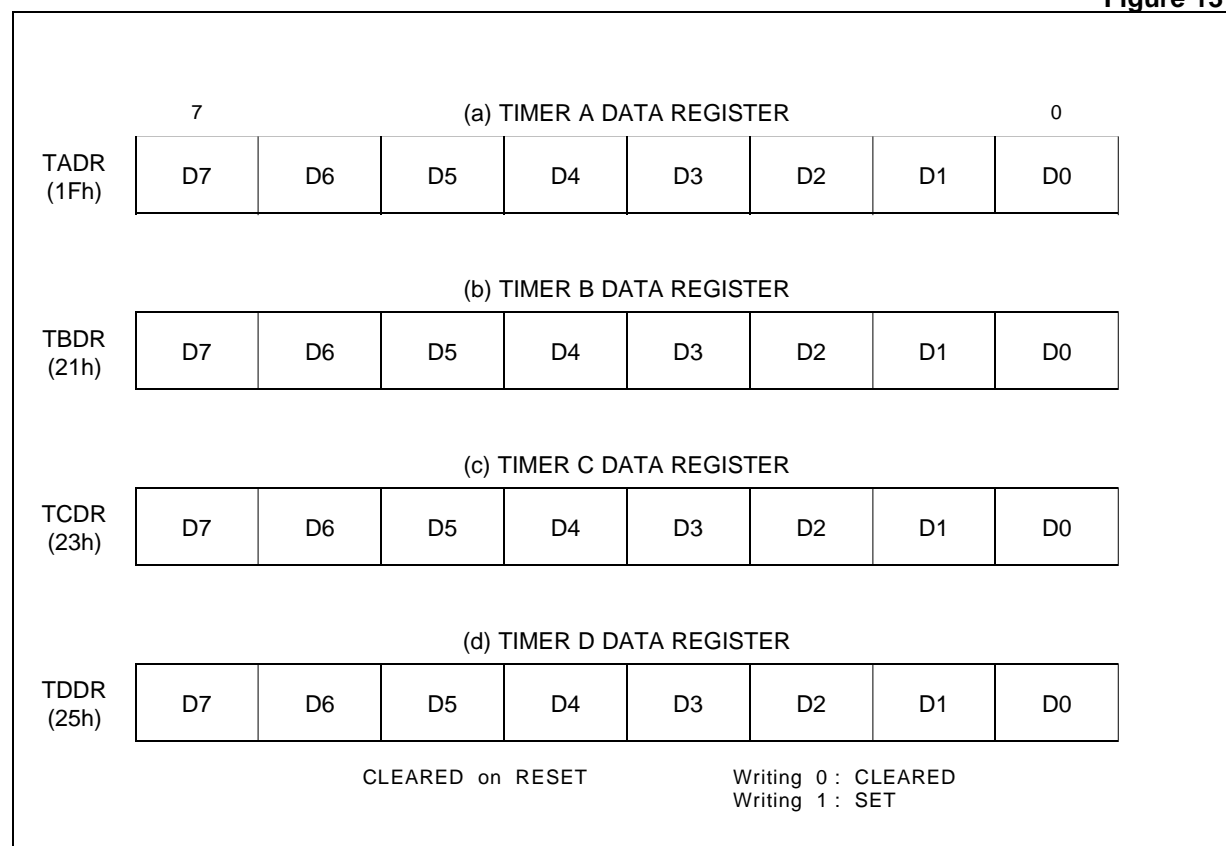 Figure 13
7 (a) TIMER A DATA REGISTER 0
TADR
(1Fh)
D7 D6 D5 D4 D3 D2 D1 D0
(b) TIMER B DATA REGISTER
TBDR
(21h)
D7 D6 D5 D4 D3 D2 D1 D0
(c) TIMER C DATA REGISTER
TCDR
(23h)
D7 D6 D5 D4 D3 D2 D1 D0
(d) TIMER D DATA REGISTER
TDDR
(25h)
D7 D6 D5 D4 D3 D2 D1 D0
CLEARED on RESET Writing 0 : CLEARED
Writing 1 : SET